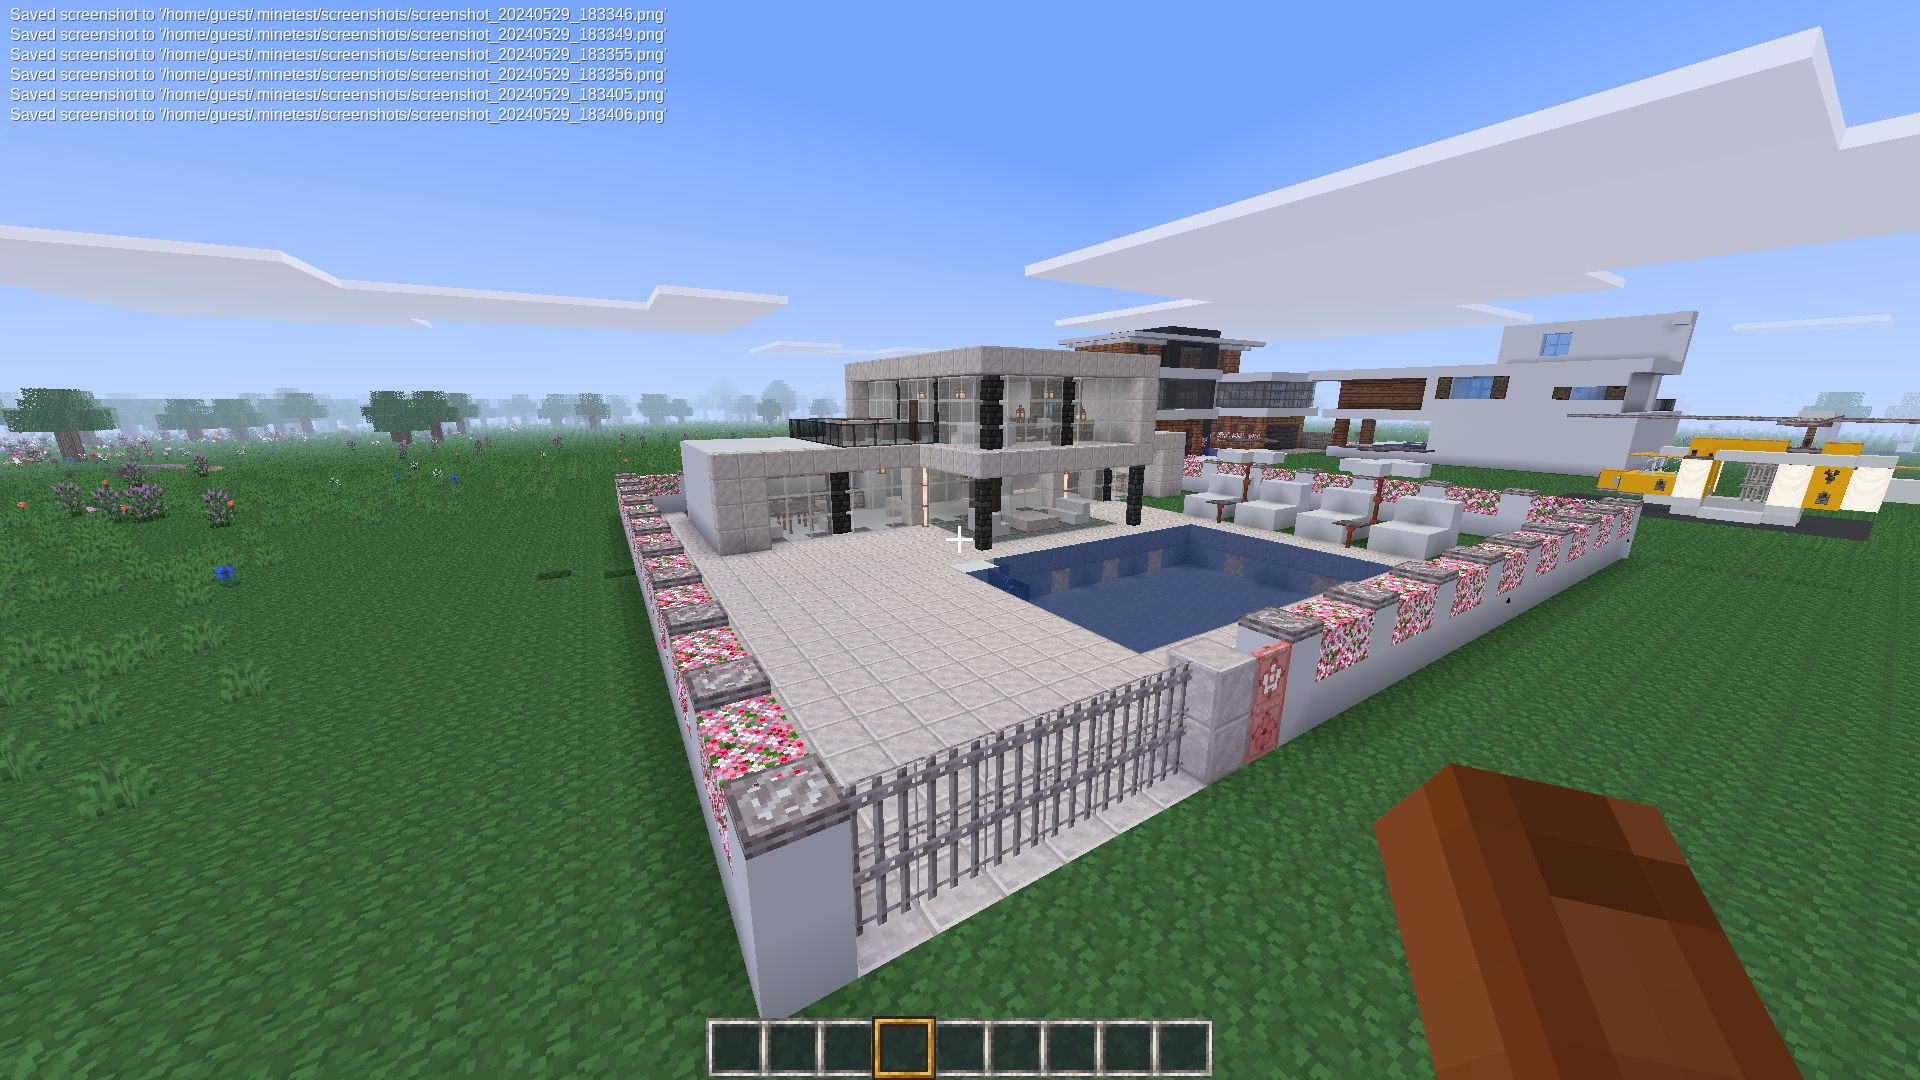 Saved screenshot to '/home/guest/.minetest/screenshots/screenshot_20240529_183346.png'
Saved screenshot to '/home/guest/.minetest/screenshots/screenshot_20240529_183349.png'
Saved screenshot to '/home/guest/.minetest/screenshots/screenshot_20240529_183355.png'
Saved screenshot to '/home/guest/.minetest/screenshots/screenshot_20240529_183356.png'
Saved screenshot to '/home/guest/.minetest/screenshots/screenshot_20240529_183405.png'
Saved screenshot to '/home/guest/.minetest/screenshots/screenshot_20240529_183406.png'